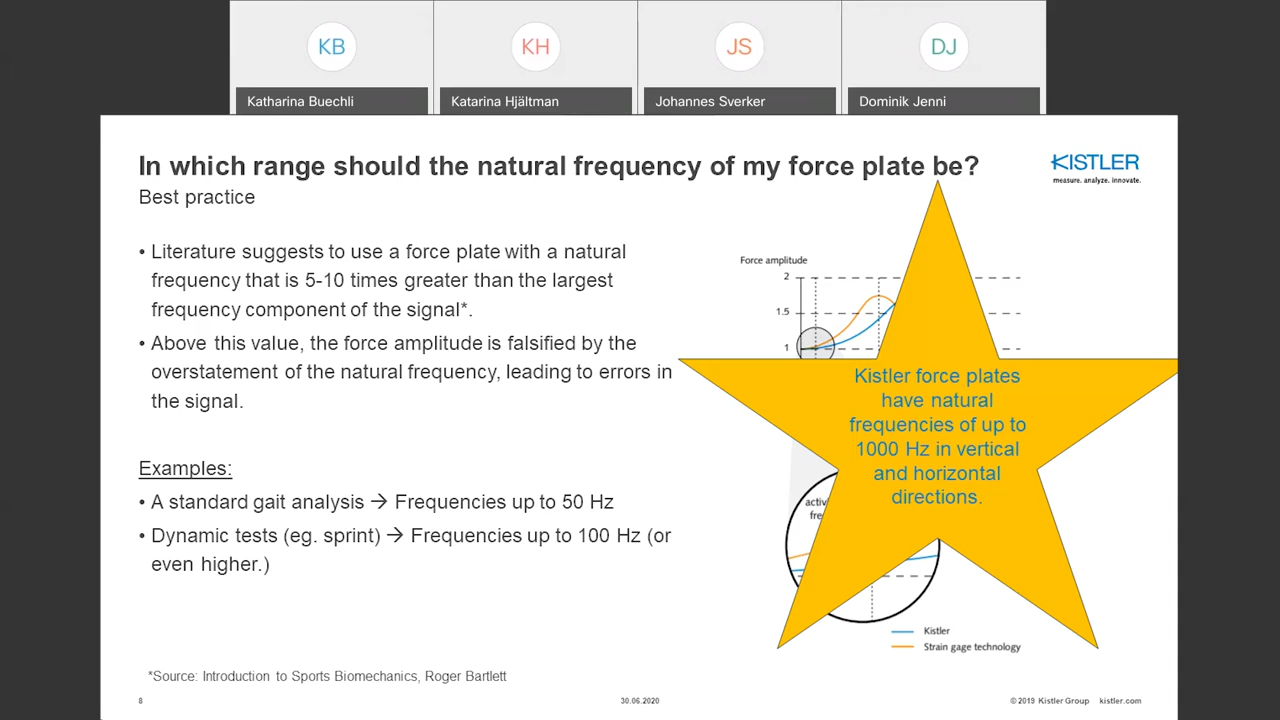 KB
KH
JS
DJ
Katharina Buechli
Katarina Hjältman
Johannes Sverker
Dominik Jenni
In which range should the natural frequency of my force plate be?
Best practice
KISTLER
measure. analyze. innovate.
• Literature suggests to use a force plate with a natural
frequency that is 5-10 times greater than the largest
frequency component of the signal*.
• Above this value, the force amplitude is falsified by the
overstatement of the natural frequency, leading to errors in
the signal.
Examples:
• A standard gait analysis → Frequencies up to 50 Hz
• Dynamic tests (eg. sprint) → Frequencies up to 100 Hz (or
even higher.)
Force amplitude
2
1.5
1
Kistler force plates
have natural
frequencies of up to
1000 Hz in vertical
and horizontal
directions.
Kistler
Strain gage technology
*Source: Introduction to Sports Biomechanics, Roger Bartlett
8
30.06.2020
© 2019 Kistler Group kistler.com